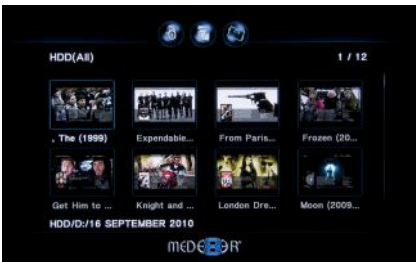 HDD(All) 1 / 12
, The (1999) Expendable... From Paris... Frozen (20...
Get Him to ... Knight and ... London Dre... Moon (2009...
HDD/D:/16 SEPTEMBER 2010
MEDE8ER